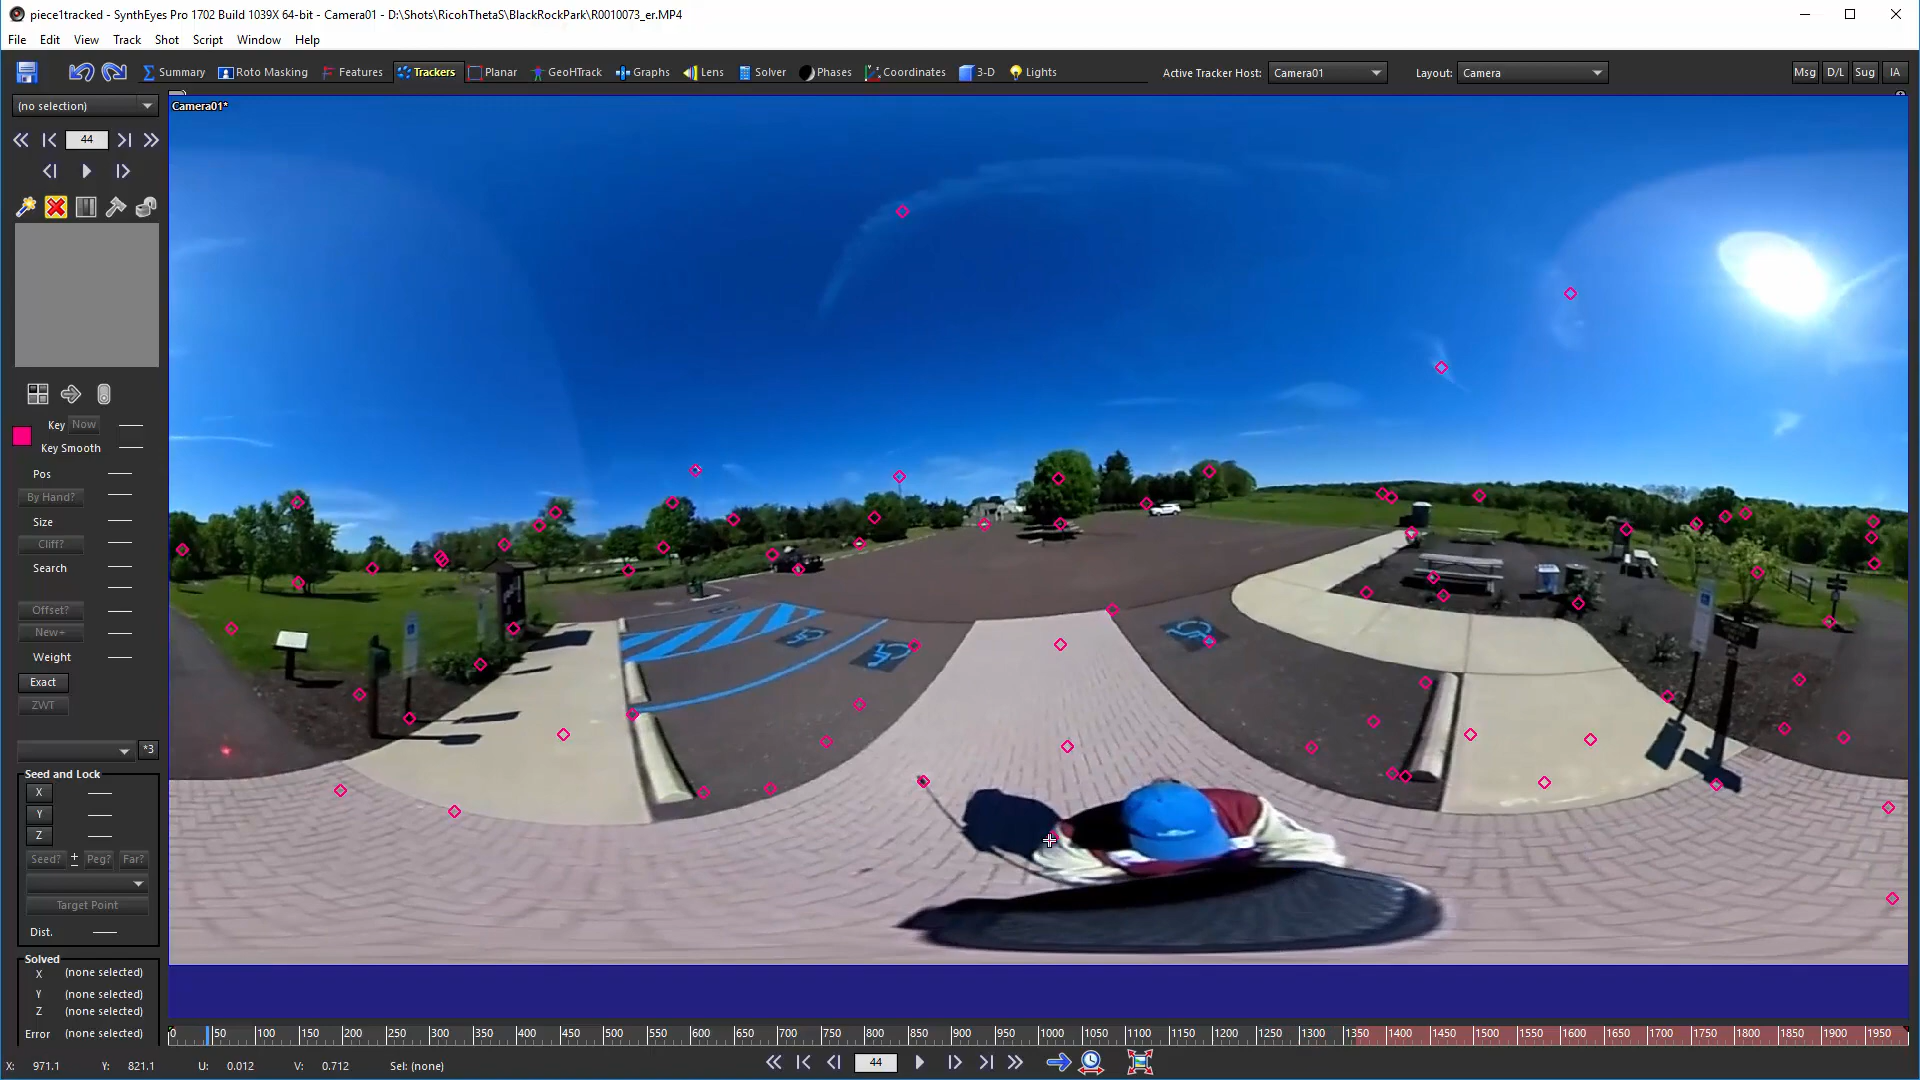 piece1tracked - SynthEyes Pro 1702 Build 1039X 64-bit - Camera01 - D:\Shots\RicohThetaS\BlackRockPark\R0010073_er.MP4
File Edit View Track Shot Script Window Help
Summary Roto Masking Features Trackers Planar GeoHTrack Graphs Lens Solver Phases Coordinates 3-D Lights Active Tracker Host: Camera01 Layout: Camera Msg D/L Sug IA
(no selection)
Camera01*
44
Key Now
Key Smooth
Pos
By Hand?
Size
Cliff?
Search
Offset?
New+
Weight
Exact
ZWT
*3
Seed and Lock
X
Y
Z
Seed? ± Peg? Far?
Target Point
Dist.
Solved
X (none selected)
Y (none selected)
Z (none selected)
Error (none selected)
0 50 100 150 200 250 300 350 400 450 500 550 600 650 700 750 800 850 900 950 1000 1050 1100 1150 1200 1250 1300 1350 1400 1450 1500 1550 1600 1650 1700 1750 1800 1850 1900 1950
X: 971.1 Y: 821.1 U: 0.012 V: 0.712 Sel: (none)
44